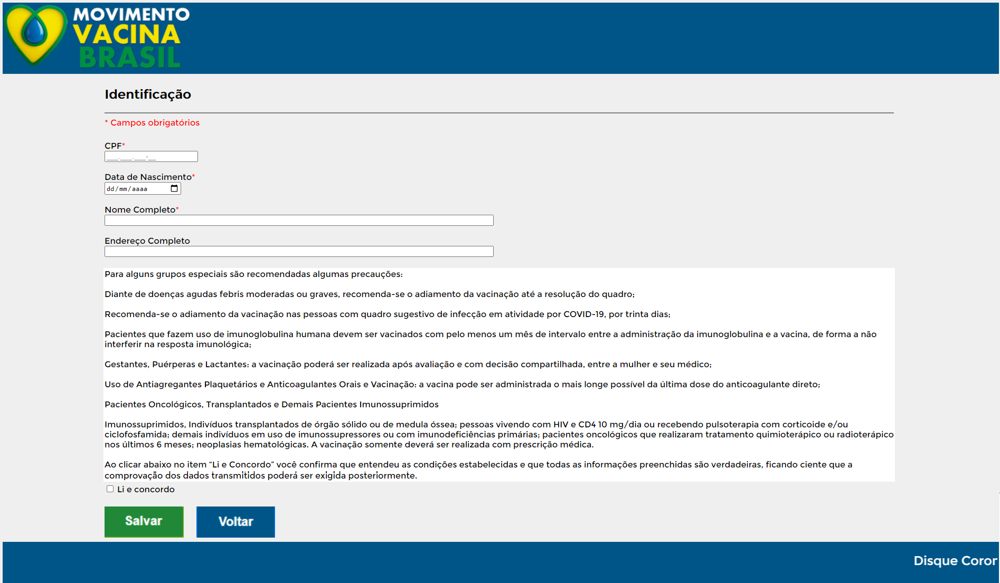 MOVIMENTO
VACINA
BRASIL
Identificação
* Campos obrigatórios
CPF*
___.___.___-__
Data de Nascimento*
dd/mm/aaaa
Nome Completo*
Endereço Completo
Para alguns grupos especiais são recomendadas algumas precauções:
Diante de doenças agudas febris moderadas ou graves, recomenda-se o adiamento da vacinação até a resolução do quadro;
Recomenda-se o adiamento da vacinação nas pessoas com quadro sugestivo de infecção em atividade por COVID-19, por trinta dias;
Pacientes que fazem uso de imunoglobulina humana devem ser vacinados com pelo menos um mês de intervalo entre a administração da imunoglobulina e a vacina, de forma a não
interferir na resposta imunológica;
Gestantes, Puérperas e Lactantes: a vacinação poderá ser realizada após avaliação e com decisão compartilhada, entre a mulher e seu médico;
Uso de Antiagregantes Plaquetários e Anticoagulantes Orais e Vacinação: a vacina pode ser administrada o mais longe possível da última dose do anticoagulante direto;
Pacientes Oncológicos, Transplantados e Demais Pacientes Imunossuprimidos
Imunossuprimidos, Indivíduos transplantados de órgão sólido ou de medula óssea; pessoas vivendo com HIV e CD4 10 mg/dia ou recebendo pulsoterapia com corticoide e/ou
ciclofosfamida; demais indivíduos em uso de imunossupressores ou com imunodeficiências primárias; pacientes oncológicos que realizaram tratamento quimioterápico ou radioterápico
nos últimos 6 meses; neoplasias hematológicas. A vacinação somente deverá ser realizada com prescrição médica.
Ao clicar abaixo no item “Li e Concordo” você confirma que entendeu as condições estabelecidas e que todas as informações preenchidas são verdadeiras, ficando ciente que a
comprovação dos dados transmitidos poderá ser exigida posteriormente.
Li e concordo
Salvar
Voltar
Disque Coror